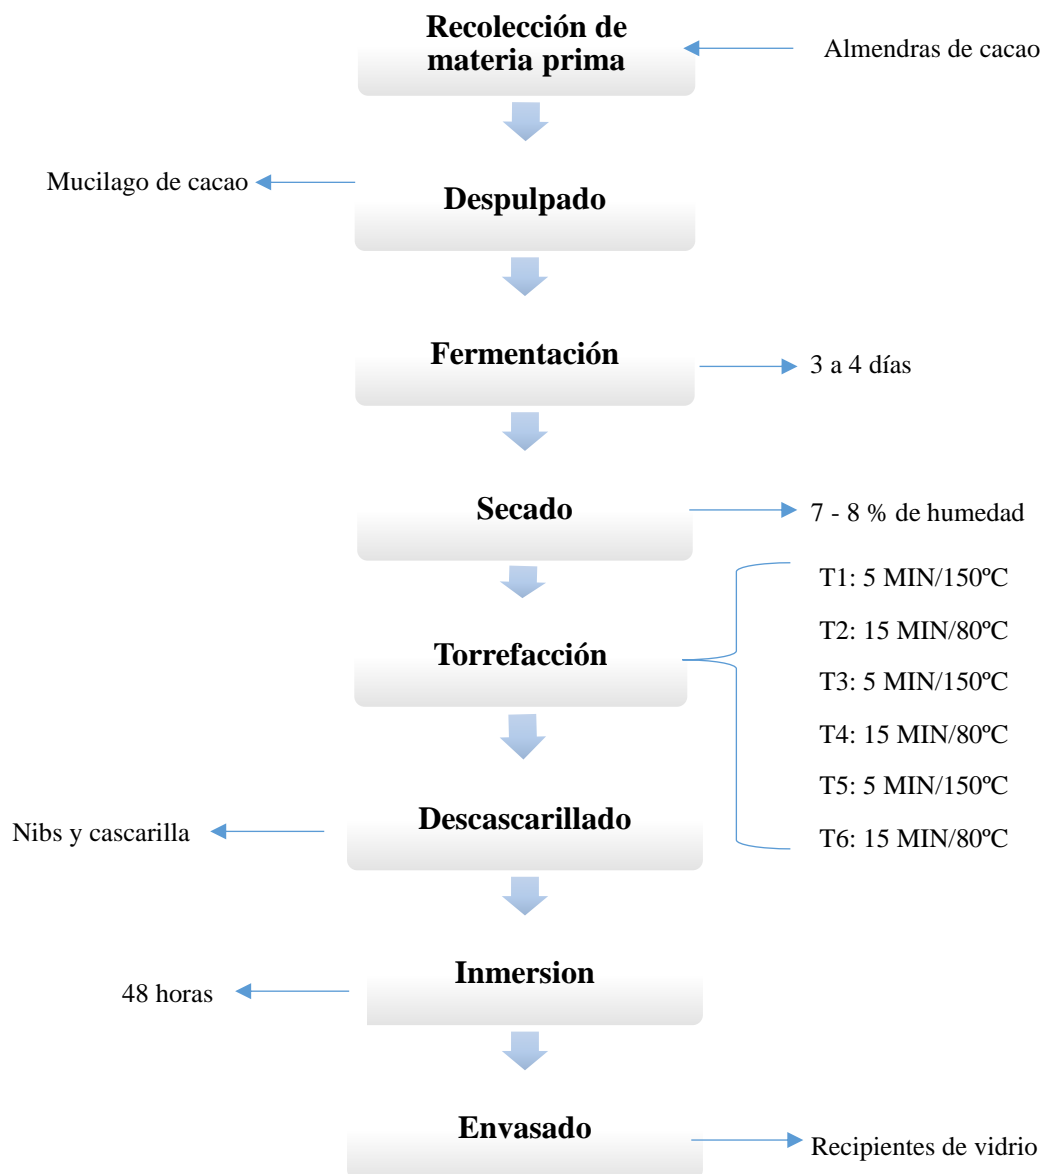 Recolección de
materia prima
Almendras de cacao
Mucilago de cacao
Despulpado
Fermentación
3 a 4 días
Secado
7 - 8 % de humedad
Torrefacción
T1: 5 MIN/150ºC
T2: 15 MIN/80ºC
T3: 5 MIN/150ºC
T4: 15 MIN/80ºC
T5: 5 MIN/150ºC
T6: 15 MIN/80ºC
Descascarillado
Nibs y cascarilla
Inmersion
48 horas
Envasado
Recipientes de vidrio